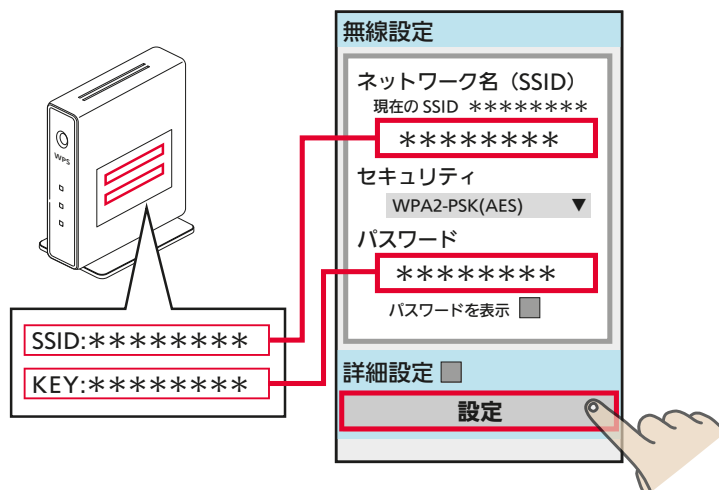 WPS
SSID:********
KEY:********
無線設定
ネットワーク名（SSID）
現在の SSID ********
********
セキュリティ
WPA2-PSK(AES) ▼
パスワード
********
パスワードを表示
詳細設定
設定